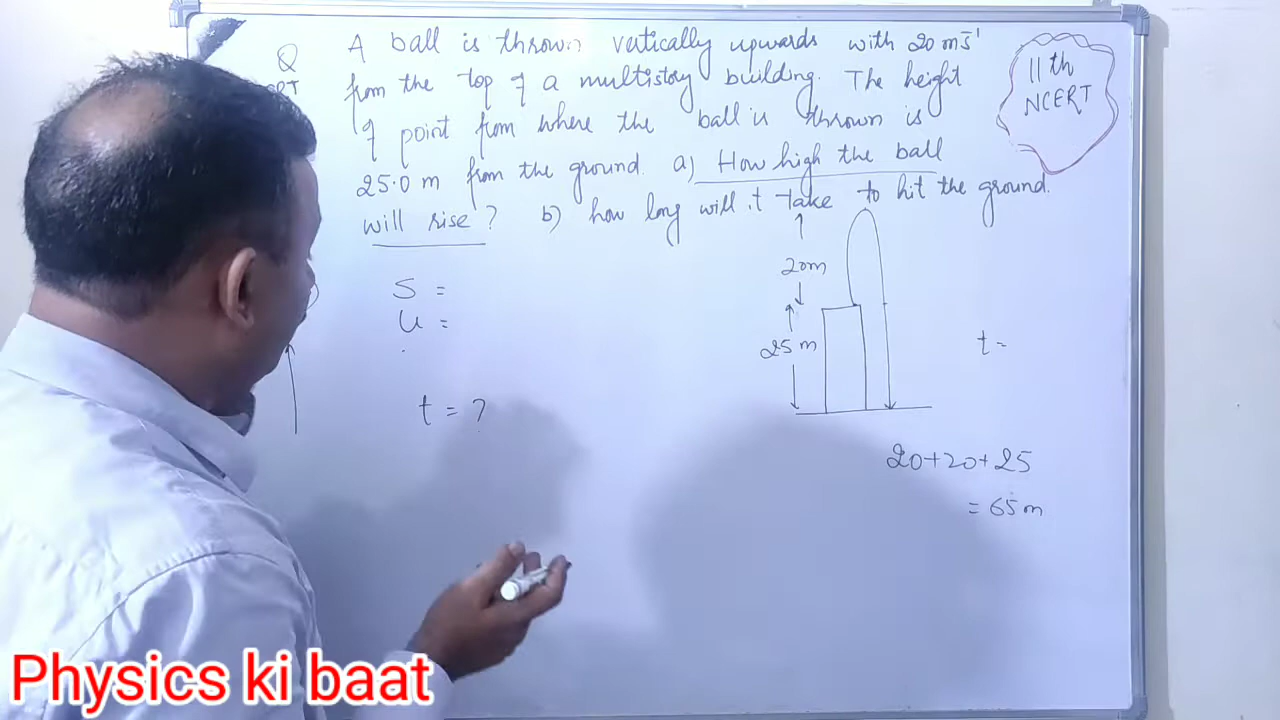 Q A ball is thrown vertically upwards with 20 ms⁻¹
from the top of a multistory building. The height
of point from where the ball is thrown is
25.0 m from the ground. a) How high the ball
will rise? b) how long will it take to hit the ground.
11th
NCERT
S =
u =
t = ?
20m
25m
t =
20+20+25
= 65m
Physics ki baat